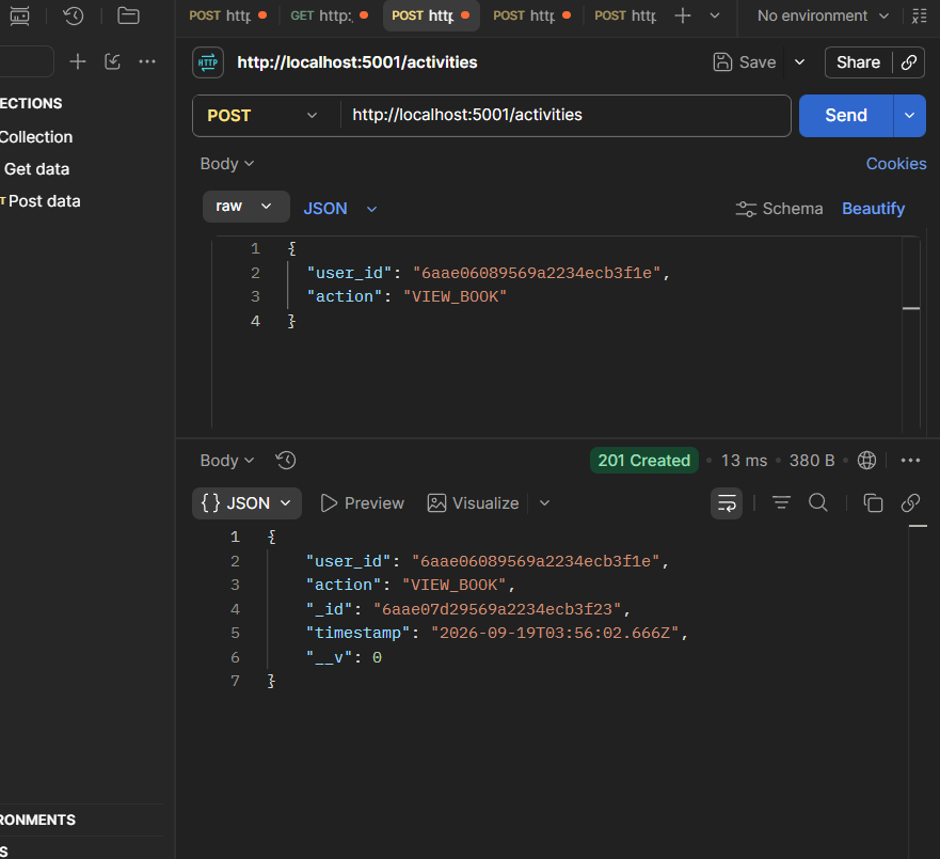 POST http GET http: POST http POST http POST http No environment
HTTP http://localhost:5001/activities Save Share
POST http://localhost:5001/activities Send
ECTIONS
Collection
Get data
T Post data
Body Cookies
raw JSON Schema Beautify
1 {
2 "user_id": "6aae06089569a2234ecb3f1e",
3 "action": "VIEW_BOOK"
4 }
Body 201 Created • 13 ms • 380 B •
{} JSON Preview Visualize
1 {
2 "user_id": "6aae06089569a2234ecb3f1e",
3 "action": "VIEW_BOOK",
4 "_id": "6aae07d29569a2234ecb3f23",
5 "timestamp": "2026-09-19T03:56:02.666Z",
6 "__v": 0
7 }
RONMENTS
S